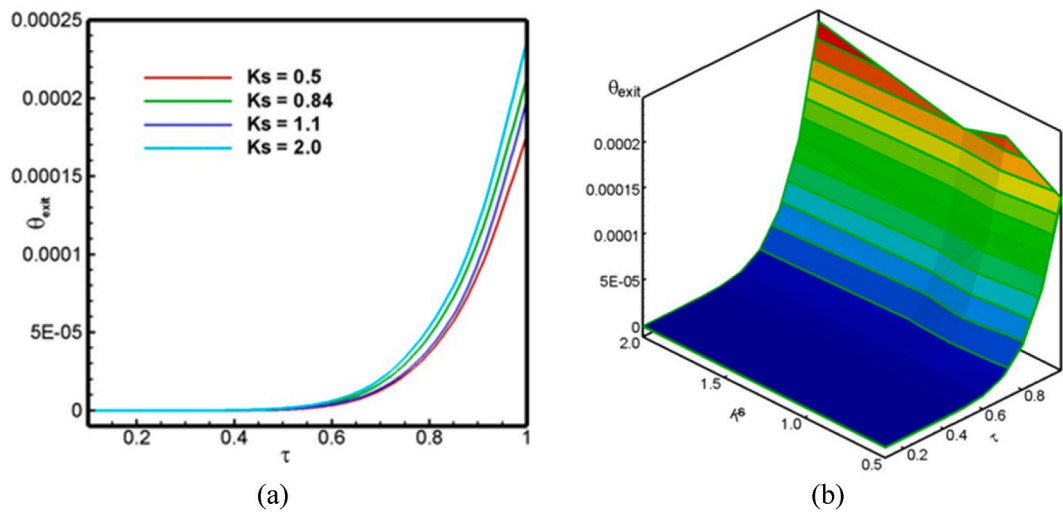 0.00025
0.0002
0.00015
0.0001
5E-05
0
θexit
Ks = 0.5
Ks = 0.84
Ks = 1.1
Ks = 2.0
0.2 0.4 0.6 0.8 1
τ
(a)
θexit
0.0002
0.00015
0.0001
5E-05
0
2.0 1.5 1.0 0.5
Ks
0.2 0.4 0.6 0.8
τ
(b)